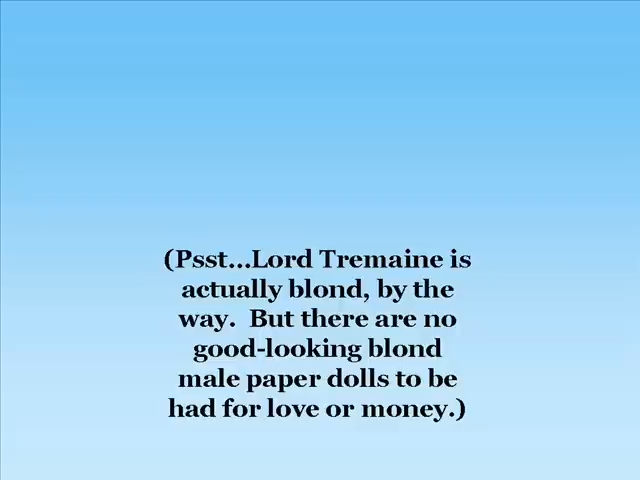 (Psst...Lord Tremaine is
actually blond, by the
way.  But there are no
good-looking blond
male paper dolls to be
had for love or money.)